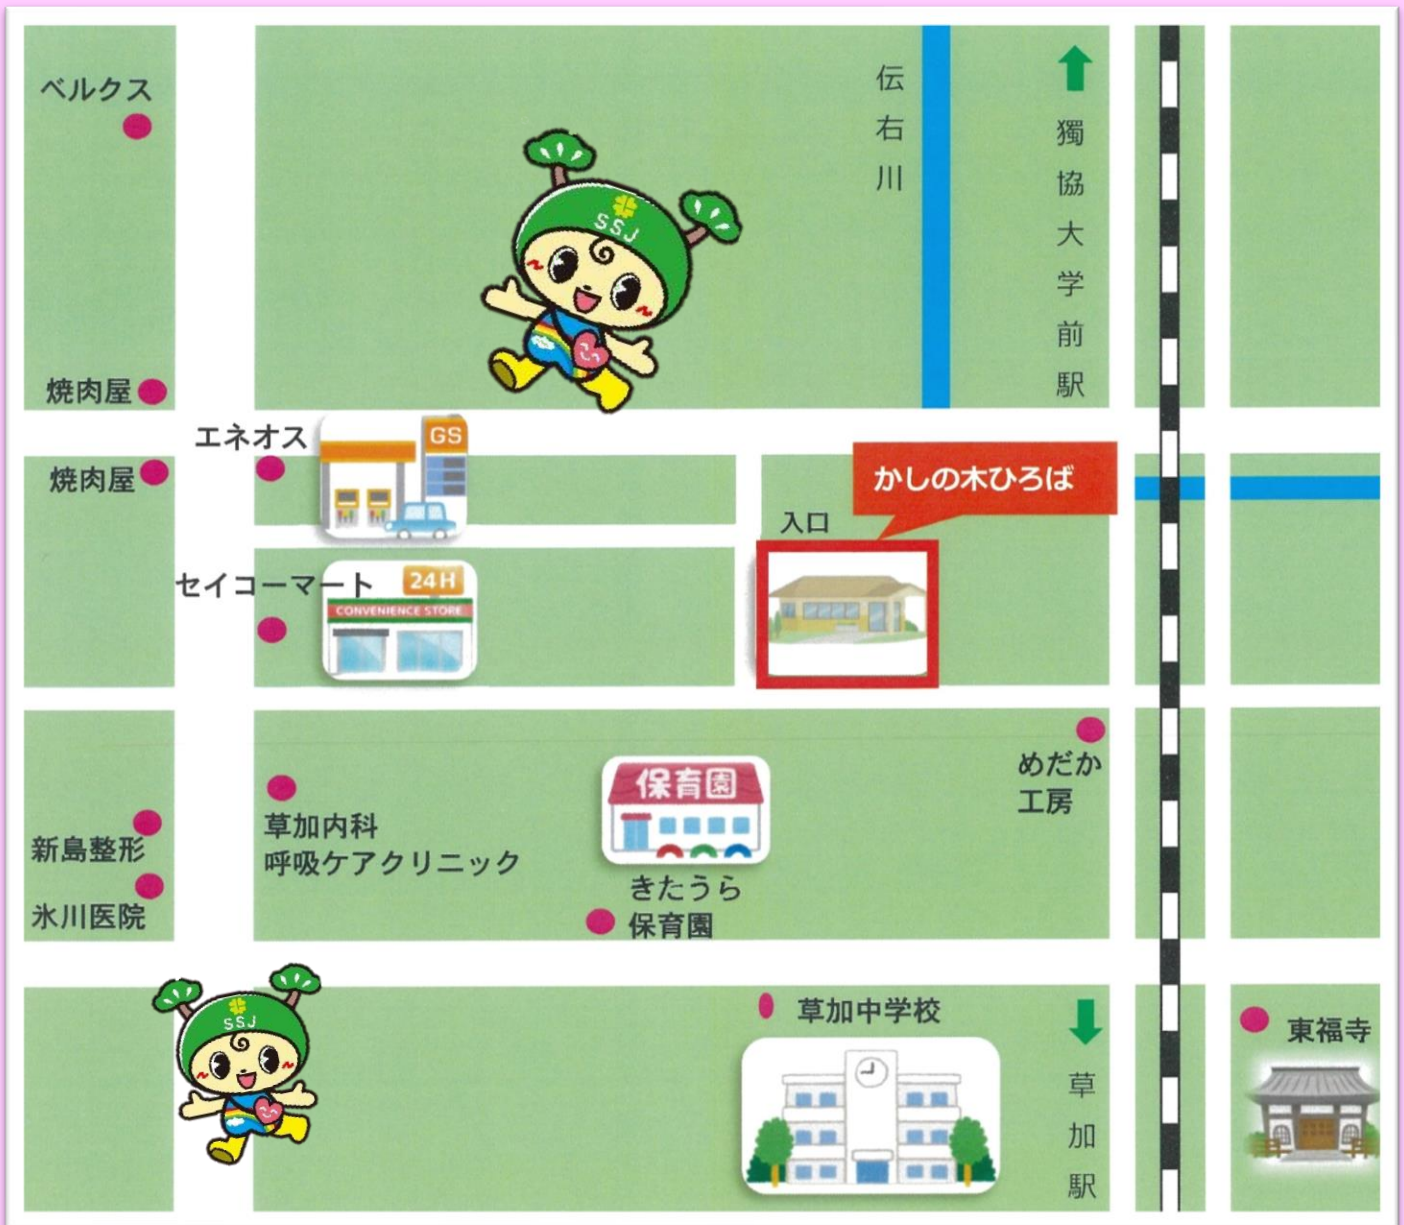 ベルクス
伝右川
獨協大学前駅
SSJ
焼肉屋
エネオス
GS
焼肉屋
かしの木ひろば
入口
セイコーマート
24H
CONVENIENCE STORE
めだか
工房
保育園
草加内科
呼吸ケアクリニック
新島整形
氷川医院
きたうら
保育園
SSJ
草加中学校
草加駅
東福寺